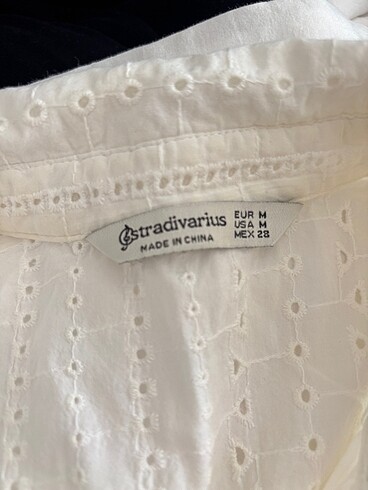 stradivarius
MADE IN CHINA
EUR M
USA M
MEX 28